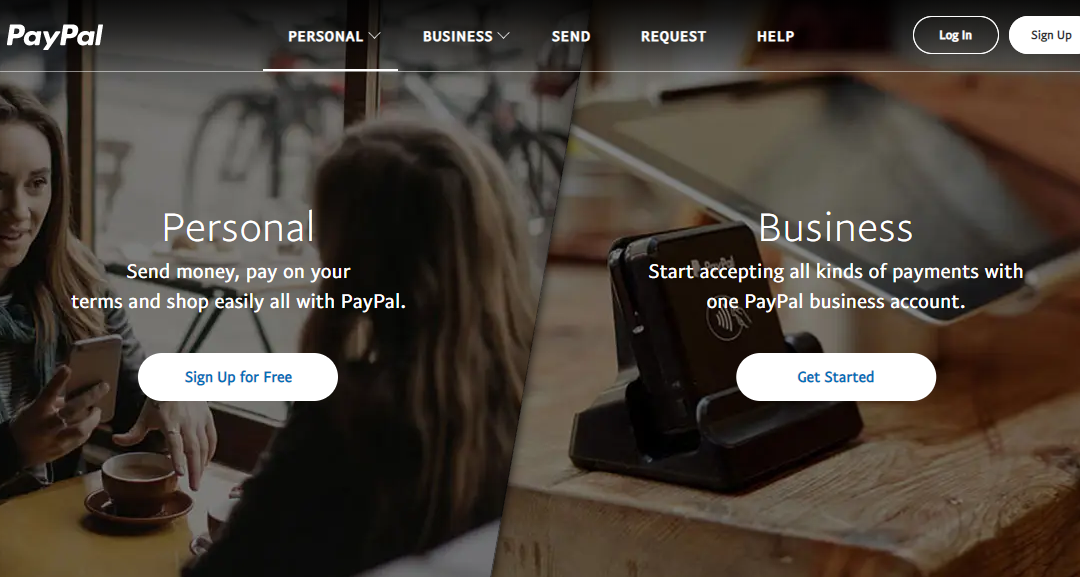 PayPal
PERSONAL
BUSINESS
SEND
REQUEST
HELP
Log In
Sign Up
Personal
Send money, pay on your
terms and shop easily all with PayPal.
Sign Up for Free
Business
Start accepting all kinds of payments with
one PayPal business account.
Get Started
PayPal